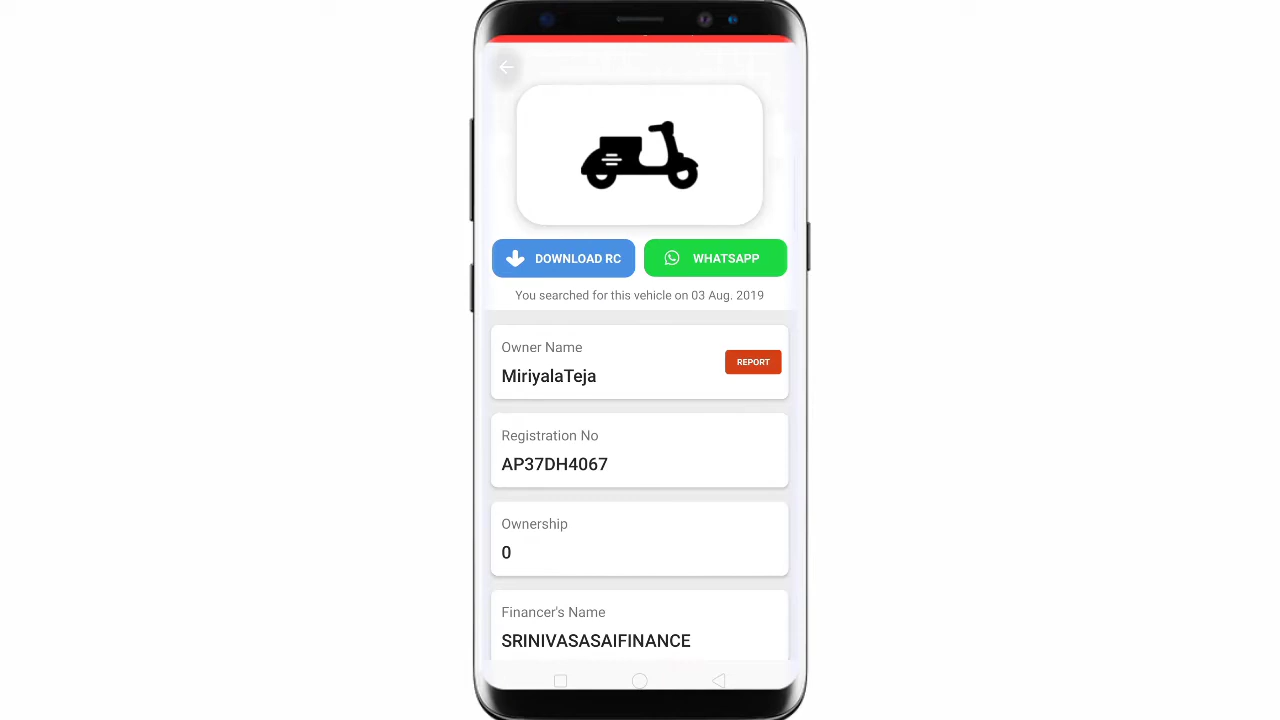 DOWNLOAD RC
WHATSAPP
You searched for this vehicle on 03 Aug. 2019
Owner Name
MiriyalaTeja
REPORT
Registration No
AP37DH4067
Ownership
0
Financer's Name
SRINIVASASAIFINANCE